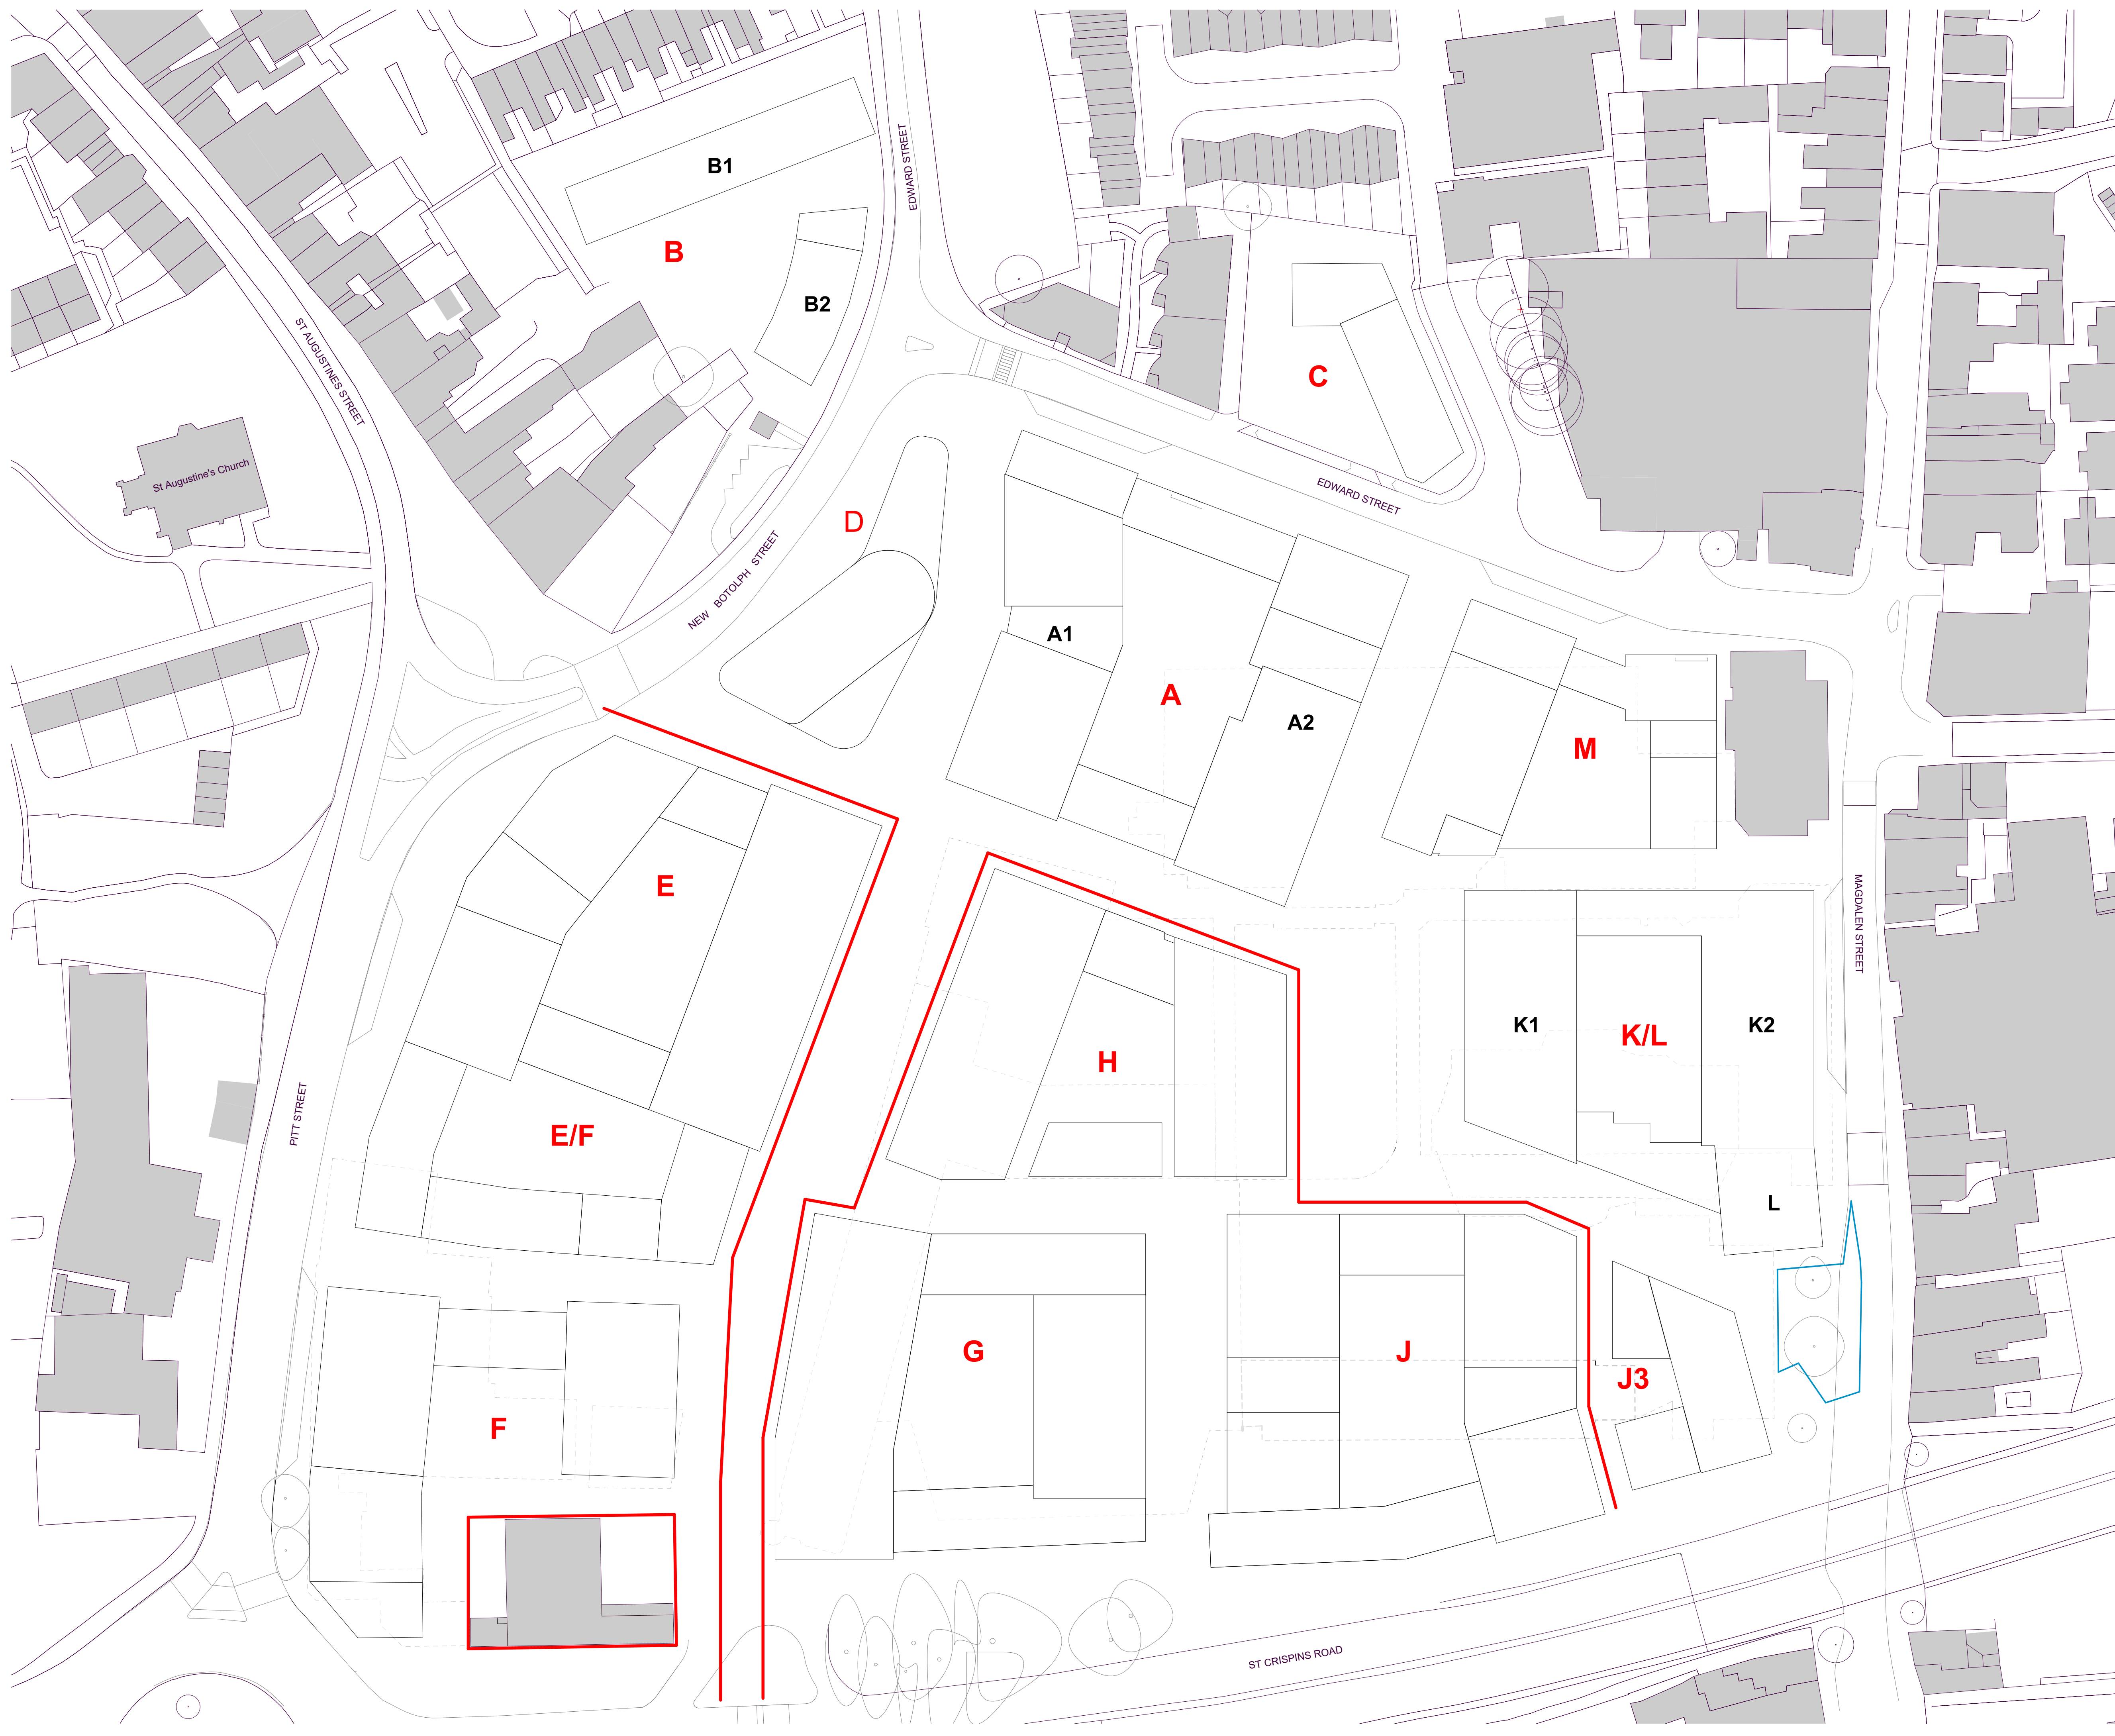 EDWARD STREET
B1
B
B2
ST AUGUSTINES STREET
C
St Augustine's Church
EDWARD STREET
D
NEW BOTOLPH STREET
A1
A
A2
M
E
MAGDALEN STREET
K1
K/L
K2
H
PITT STREET
E/F
L
G
J
J3
F
ST CRISPINS ROAD